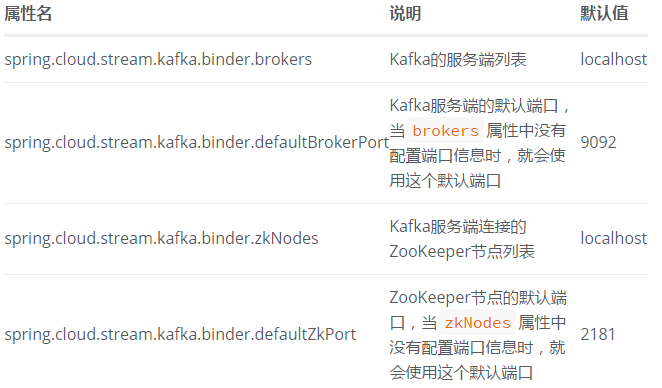 属性名 说明 默认值
spring.cloud.stream.kafka.binder.brokers Kafka的服务端列表 localhost
Kafka服务端的默认端口，
当 brokers 属性中没有
spring.cloud.stream.kafka.binder.defaultBrokerPort 配置端口信息时，就会 9092
使用这个默认端口
Kafka服务端连接的
spring.cloud.stream.kafka.binder.zkNodes localhost
ZooKeeper节点列表
ZooKeeper节点的默认端
口，当 zkNodes 属性中
spring.cloud.stream.kafka.binder.defaultZkPort 2181
没有配置端口信息时，就
会使用这个默认端口